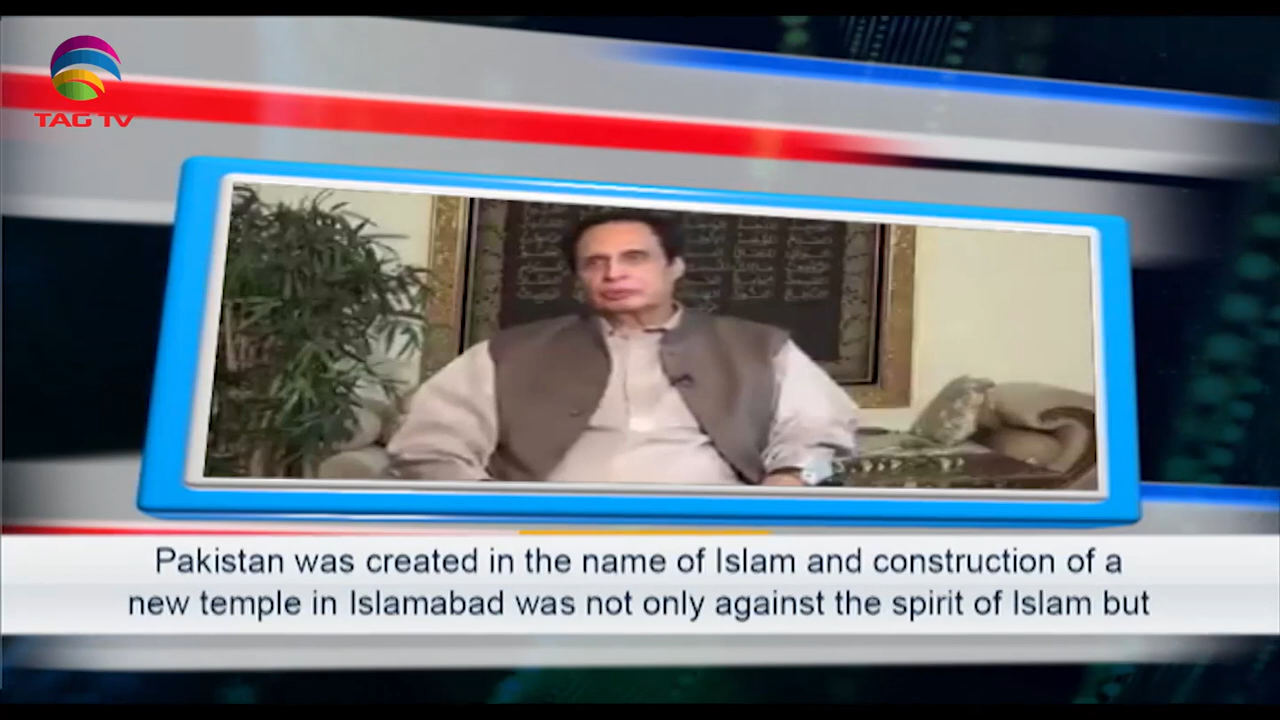 TAG TV
Pakistan was created in the name of Islam and construction of a
new temple in Islamabad was not only against the spirit of Islam but